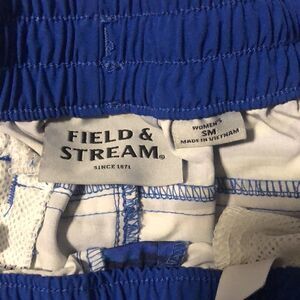 FIELD &
STREAM®
SINCE 1871
WOMEN'S
SM
MADE IN VIETNAM